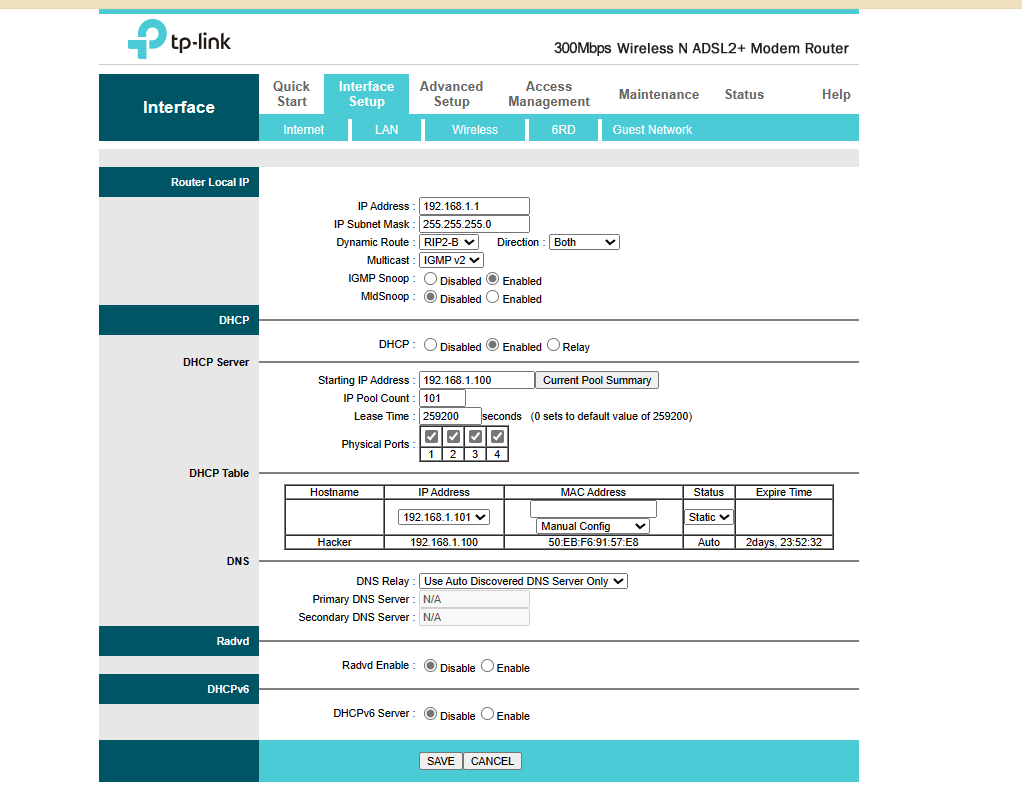 tp-link
300Mbps Wireless N ADSL2+ Modem Router
Interface
Quick Start
Interface Setup
Advanced Setup
Access Management
Maintenance
Status
Help
Internet
LAN
Wireless
6RD
Guest Network
Router Local IP
IP Address : 192.168.1.1
IP Subnet Mask : 255.255.255.0
Dynamic Route : RIP2-B Direction : Both
Multicast : IGMP v2
IGMP Snoop : Disabled Enabled
MldSnoop : Disabled Enabled
DHCP
DHCP : Disabled Enabled Relay
DHCP Server
Starting IP Address : 192.168.1.100 Current Pool Summary
IP Pool Count : 101
Lease Time : 259200 seconds (0 sets to default value of 259200)
Physical Ports :
1 2 3 4
DHCP Table
Hostname IP Address MAC Address Status Expire Time
192.168.1.101 Manual Config Static
Hacker 192.168.1.100 50:EB:F6:91:57:E8 Auto 2days, 23:52:32
DNS
DNS Relay : Use Auto Discovered DNS Server Only
Primary DNS Server : N/A
Secondary DNS Server : N/A
Radvd
Radvd Enable : Disable Enable
DHCPv6
DHCPv6 Server : Disable Enable
SAVE CANCEL